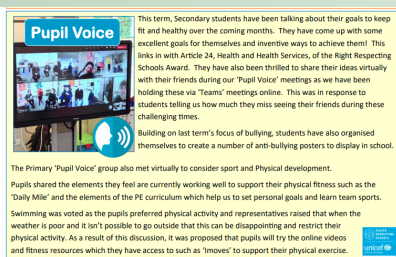 Pupil Voice
This term, Secondary students have been talking about their goals to keep
fit and healthy over the coming months. They have come up with some
excellent goals for themselves and inventive ways to achieve them! This
links in with Article 24, Health and Health Services, of the Right Respecting
Schools Award. They have also been thrilled to share their ideas virtually
with their friends during our 'Pupil Voice' meetings as we have been
holding these via 'Teams' meetings online. This was in response to
students telling us how much they miss seeing their friends during these
challenging times.
Building on last term's focus of bullying, students have also organised
themselves to create a number of anti-bullying posters to display in school.
The Primary 'Pupil Voice' group also met virtually to consider sport and Physical development.
Pupils shared the elements they feel are currently working well to support their physical fitness such as the
'Daily Mile' and the elements of the PE curriculum which help us to set personal goals and learn team sports.
Swimming was voted as the pupils preferred physical activity and representatives raised that when the
weather is poor and it isn't possible to go outside that this can be disappointing and restrict their
physical activity. As a result of this discussion, it was proposed that pupils will try the online videos
and fitness resources which they have access to such as 'Imoves' to support their physical exercise.
RIGHTS
RESPECTING
SCHOOLS
unicef